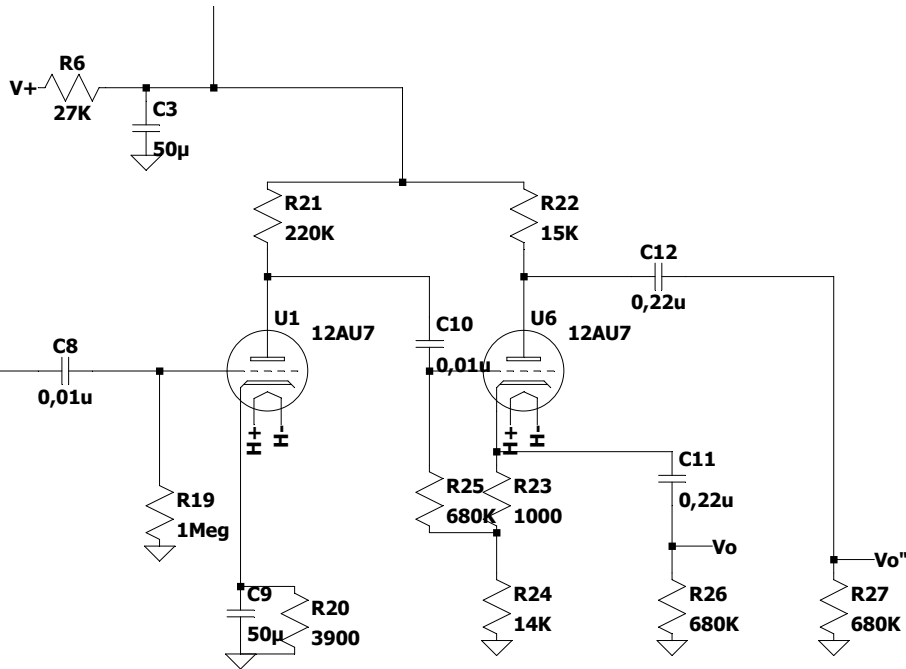 R6
V+
27K
C3
50µ
R21
220K
R22
15K
C12
0,22u
U1
12AU7
C10
0,01u
U6
12AU7
C8
0,01u
H+
H-
H+
H-
R19
1Meg
R25
680K
R23
1000
C11
0,22u
Vo
Vo"
C9
50µ
R20
3900
R24
14K
R26
680K
R27
680K